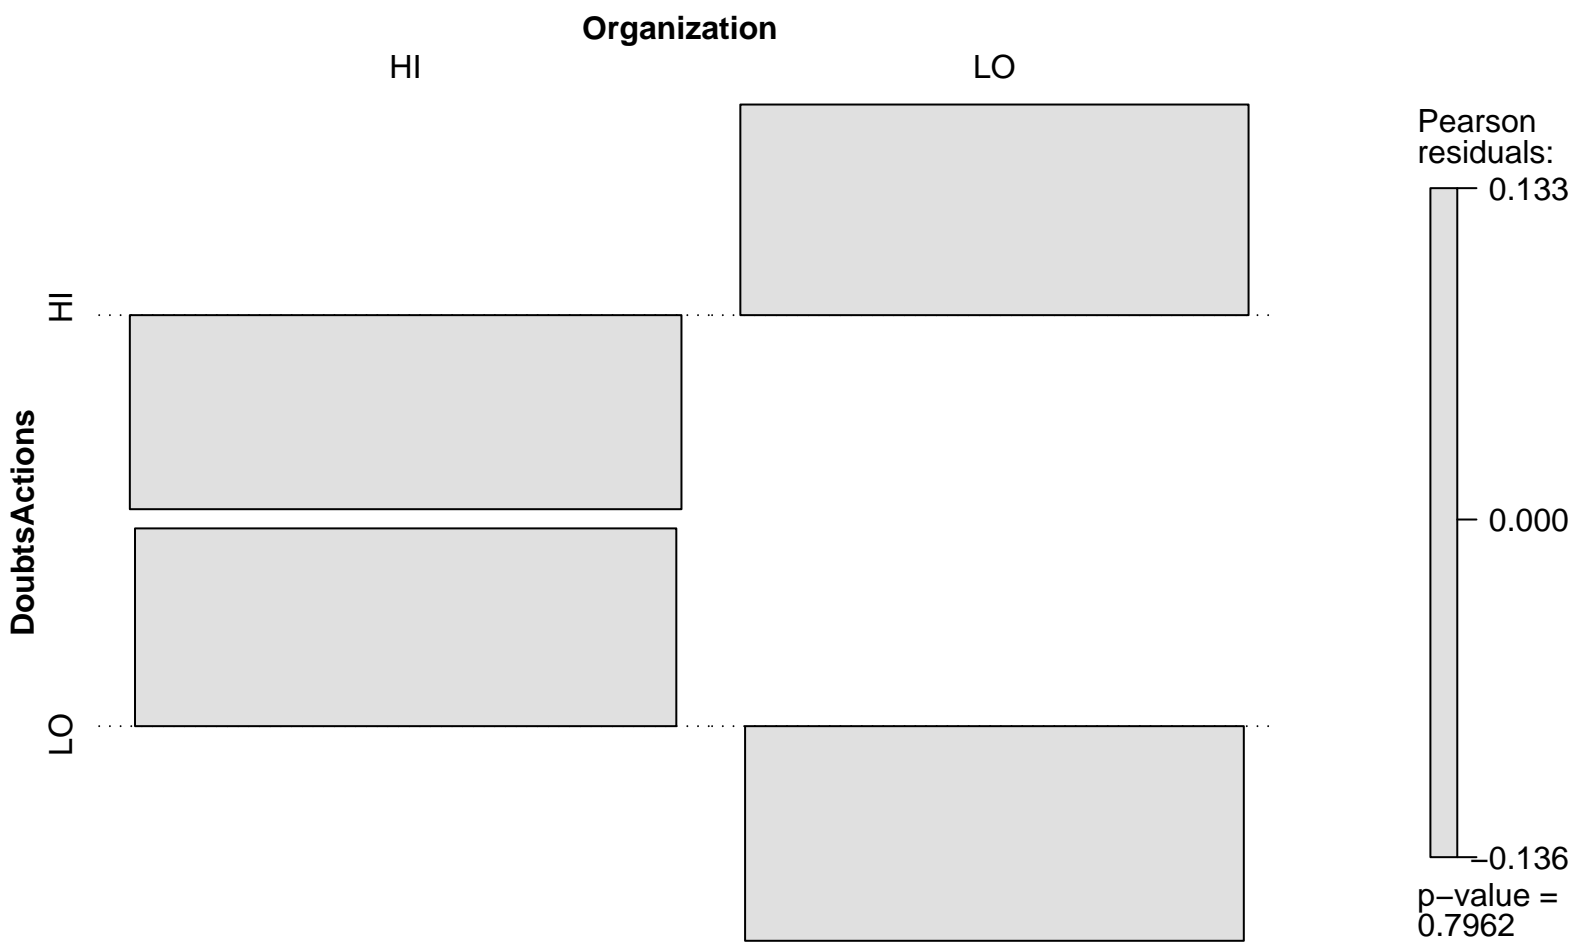 Organization
HI
LO
HI
LO
DoubtsActions
Pearson
residuals:
0.133
0.000
−0.136
p−value =
0.7962